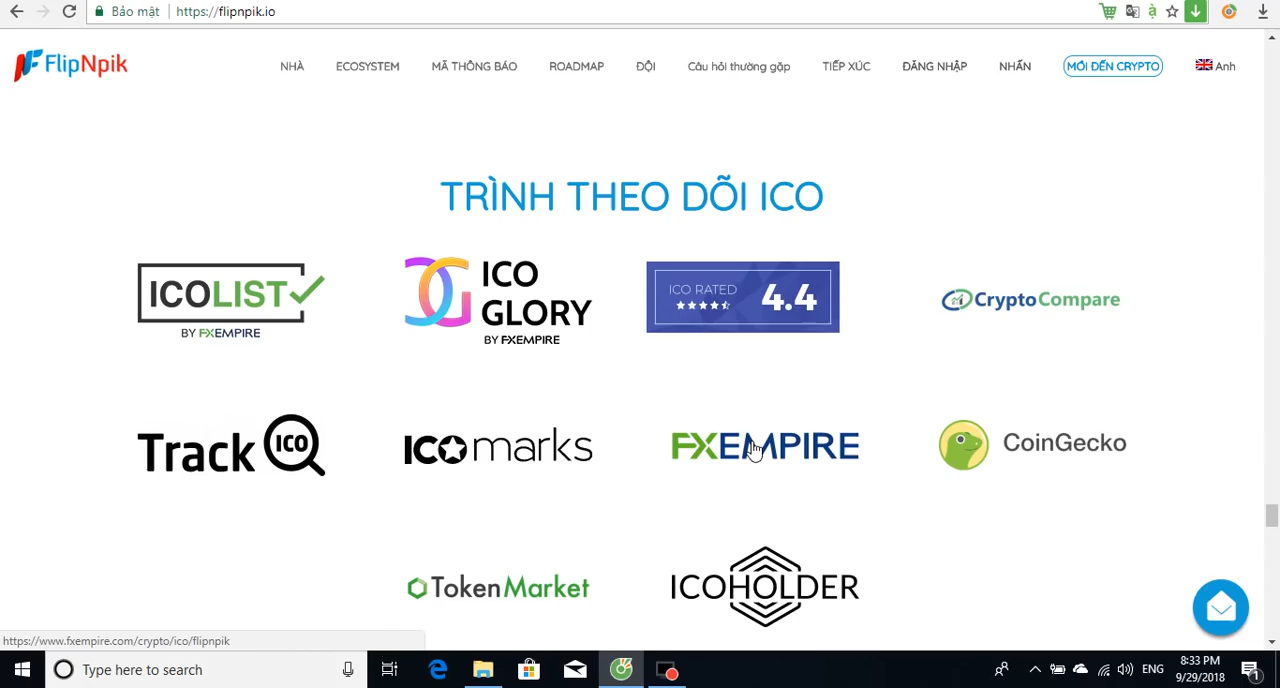 Bảo mật
https://flipnpik.io
FlipNpik
NHÀ
ECOSYSTEM
MÃ THÔNG BÁO
ROADMAP
ĐỘI
Câu hỏi thường gặp
TIẾP XÚC
ĐĂNG NHẬP
NHẤN
MỚI ĐẾN CRYPTO
Anh
TRÌNH THEO DÕI ICO
ICOLIST
BY FXEMPIRE
ICO
GLORY
BY FXEMPIRE
ICO RATED
4.4
CryptoCompare
Track ICO
ICOmarks
FXEMPIRE
CoinGecko
TokenMarket
ICOHOLDER
https://www.fxempire.com/crypto/ico/flipnpik
Type here to search
ENG
8:33 PM
9/29/2018
1